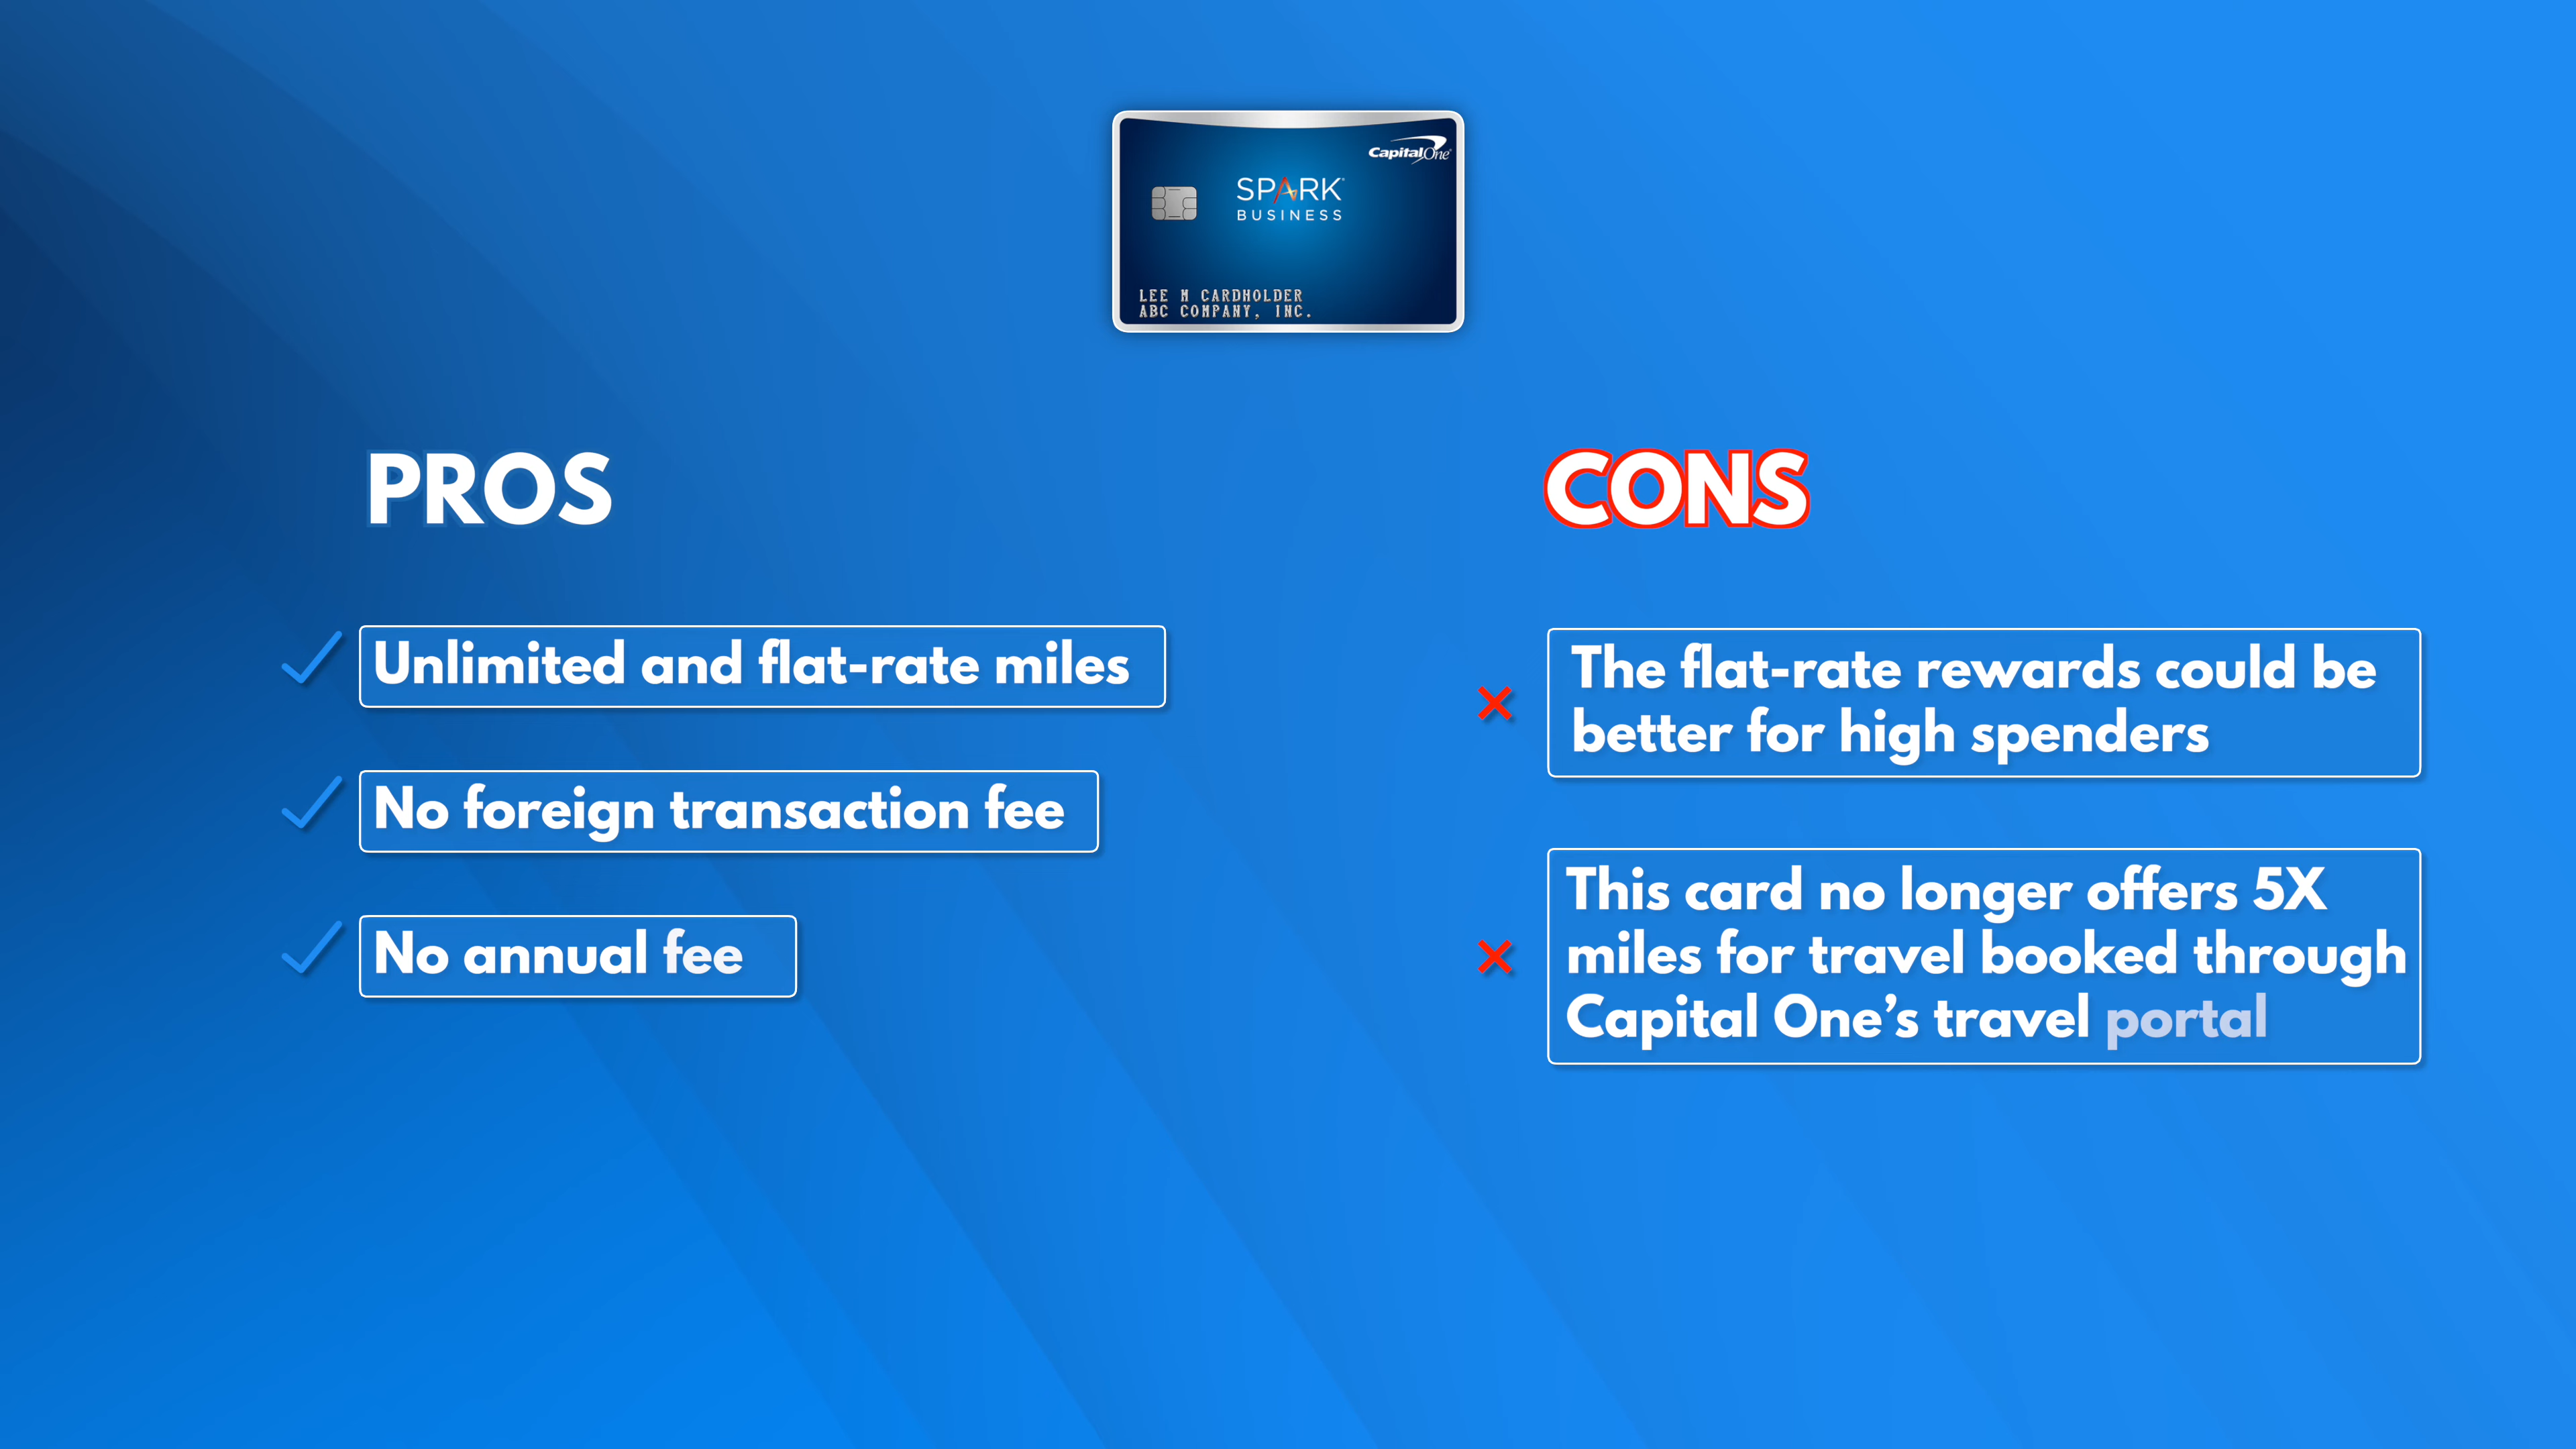 CapitalOne
SPARK
BUSINESS
LEE M CARDHOLDER
ABC COMPANY, INC.
PROS
Unlimited and flat-rate miles
No foreign transaction fee
No annual fee
CONS
The flat-rate rewards could be
better for high spenders
This card no longer offers 5X
miles for travel booked through
Capital One’s travel portal